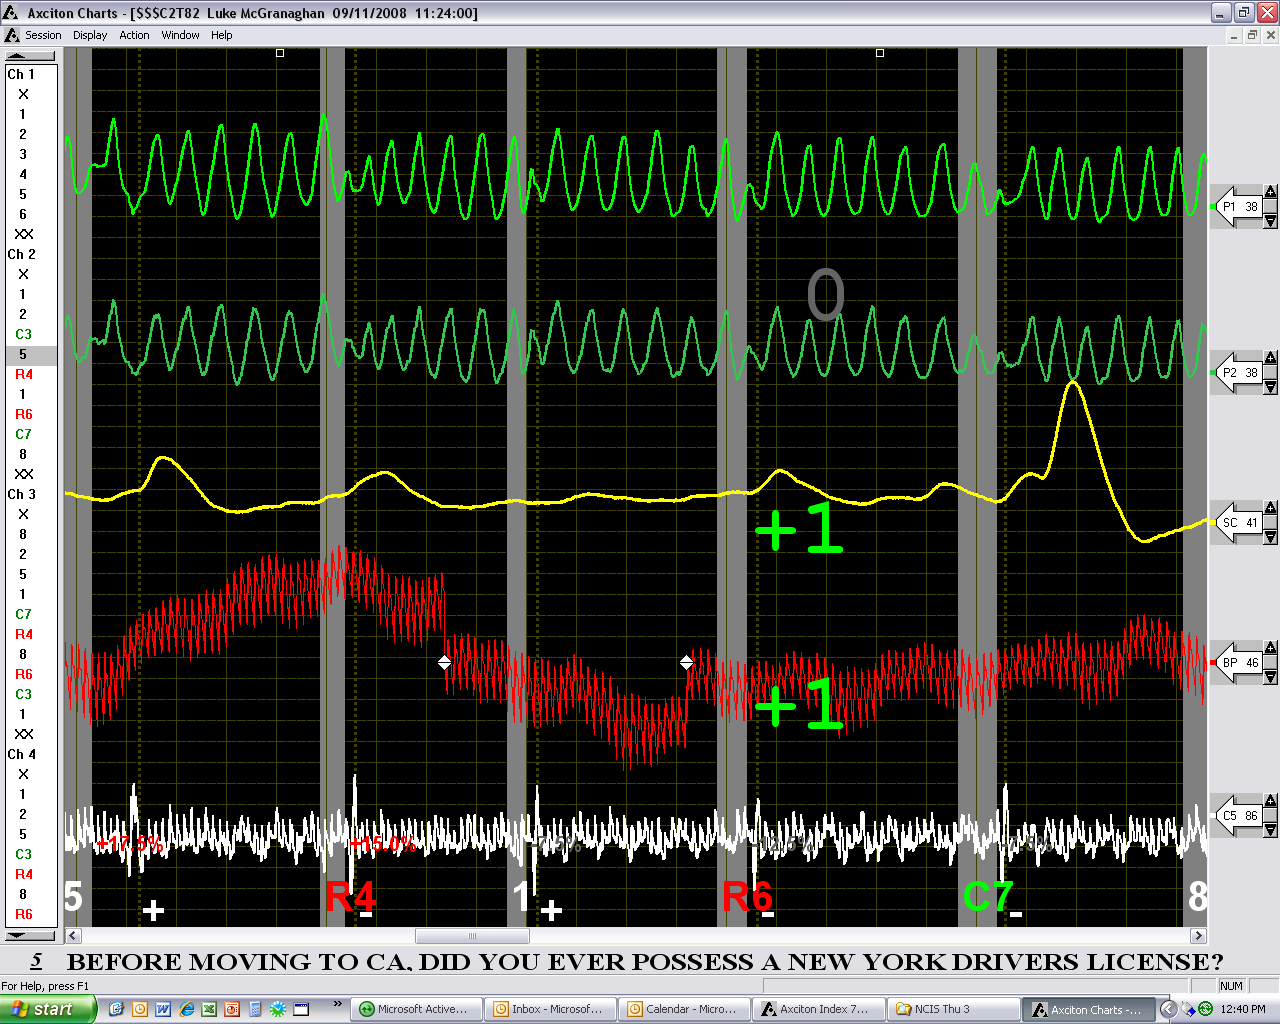 Axciton Charts - [$$$C2T82 Luke McGranaghan 09/11/2008 11:24:00]
Session Display Action Window Help
Ch 1
X
1
2
3
4
5
6
XX
Ch 2
X
1
2
C3
5
R4
1
R6
C7
8
XX
Ch 3
X
8
2
5
1
C7
R4
8
R6
C3
1
XX
Ch 4
X
1
2
5
C3
R4
8
R6
P1 38
0
P2 38
+1
SC 41
BP 46
+1
C5 86
+17.5% +15.0%
5 R4 1 R6 C7 8
+ - + - -
5 BEFORE MOVING TO CA, DID YOU EVER POSSESS A NEW YORK DRIVERS LICENSE?
For Help, press F1 NUM
start W » Microsoft Active... Inbox - Microsof... Calendar - Micro... Axciton Index 7... NCIS Thu 3 Axciton Charts -... 12:40 PM